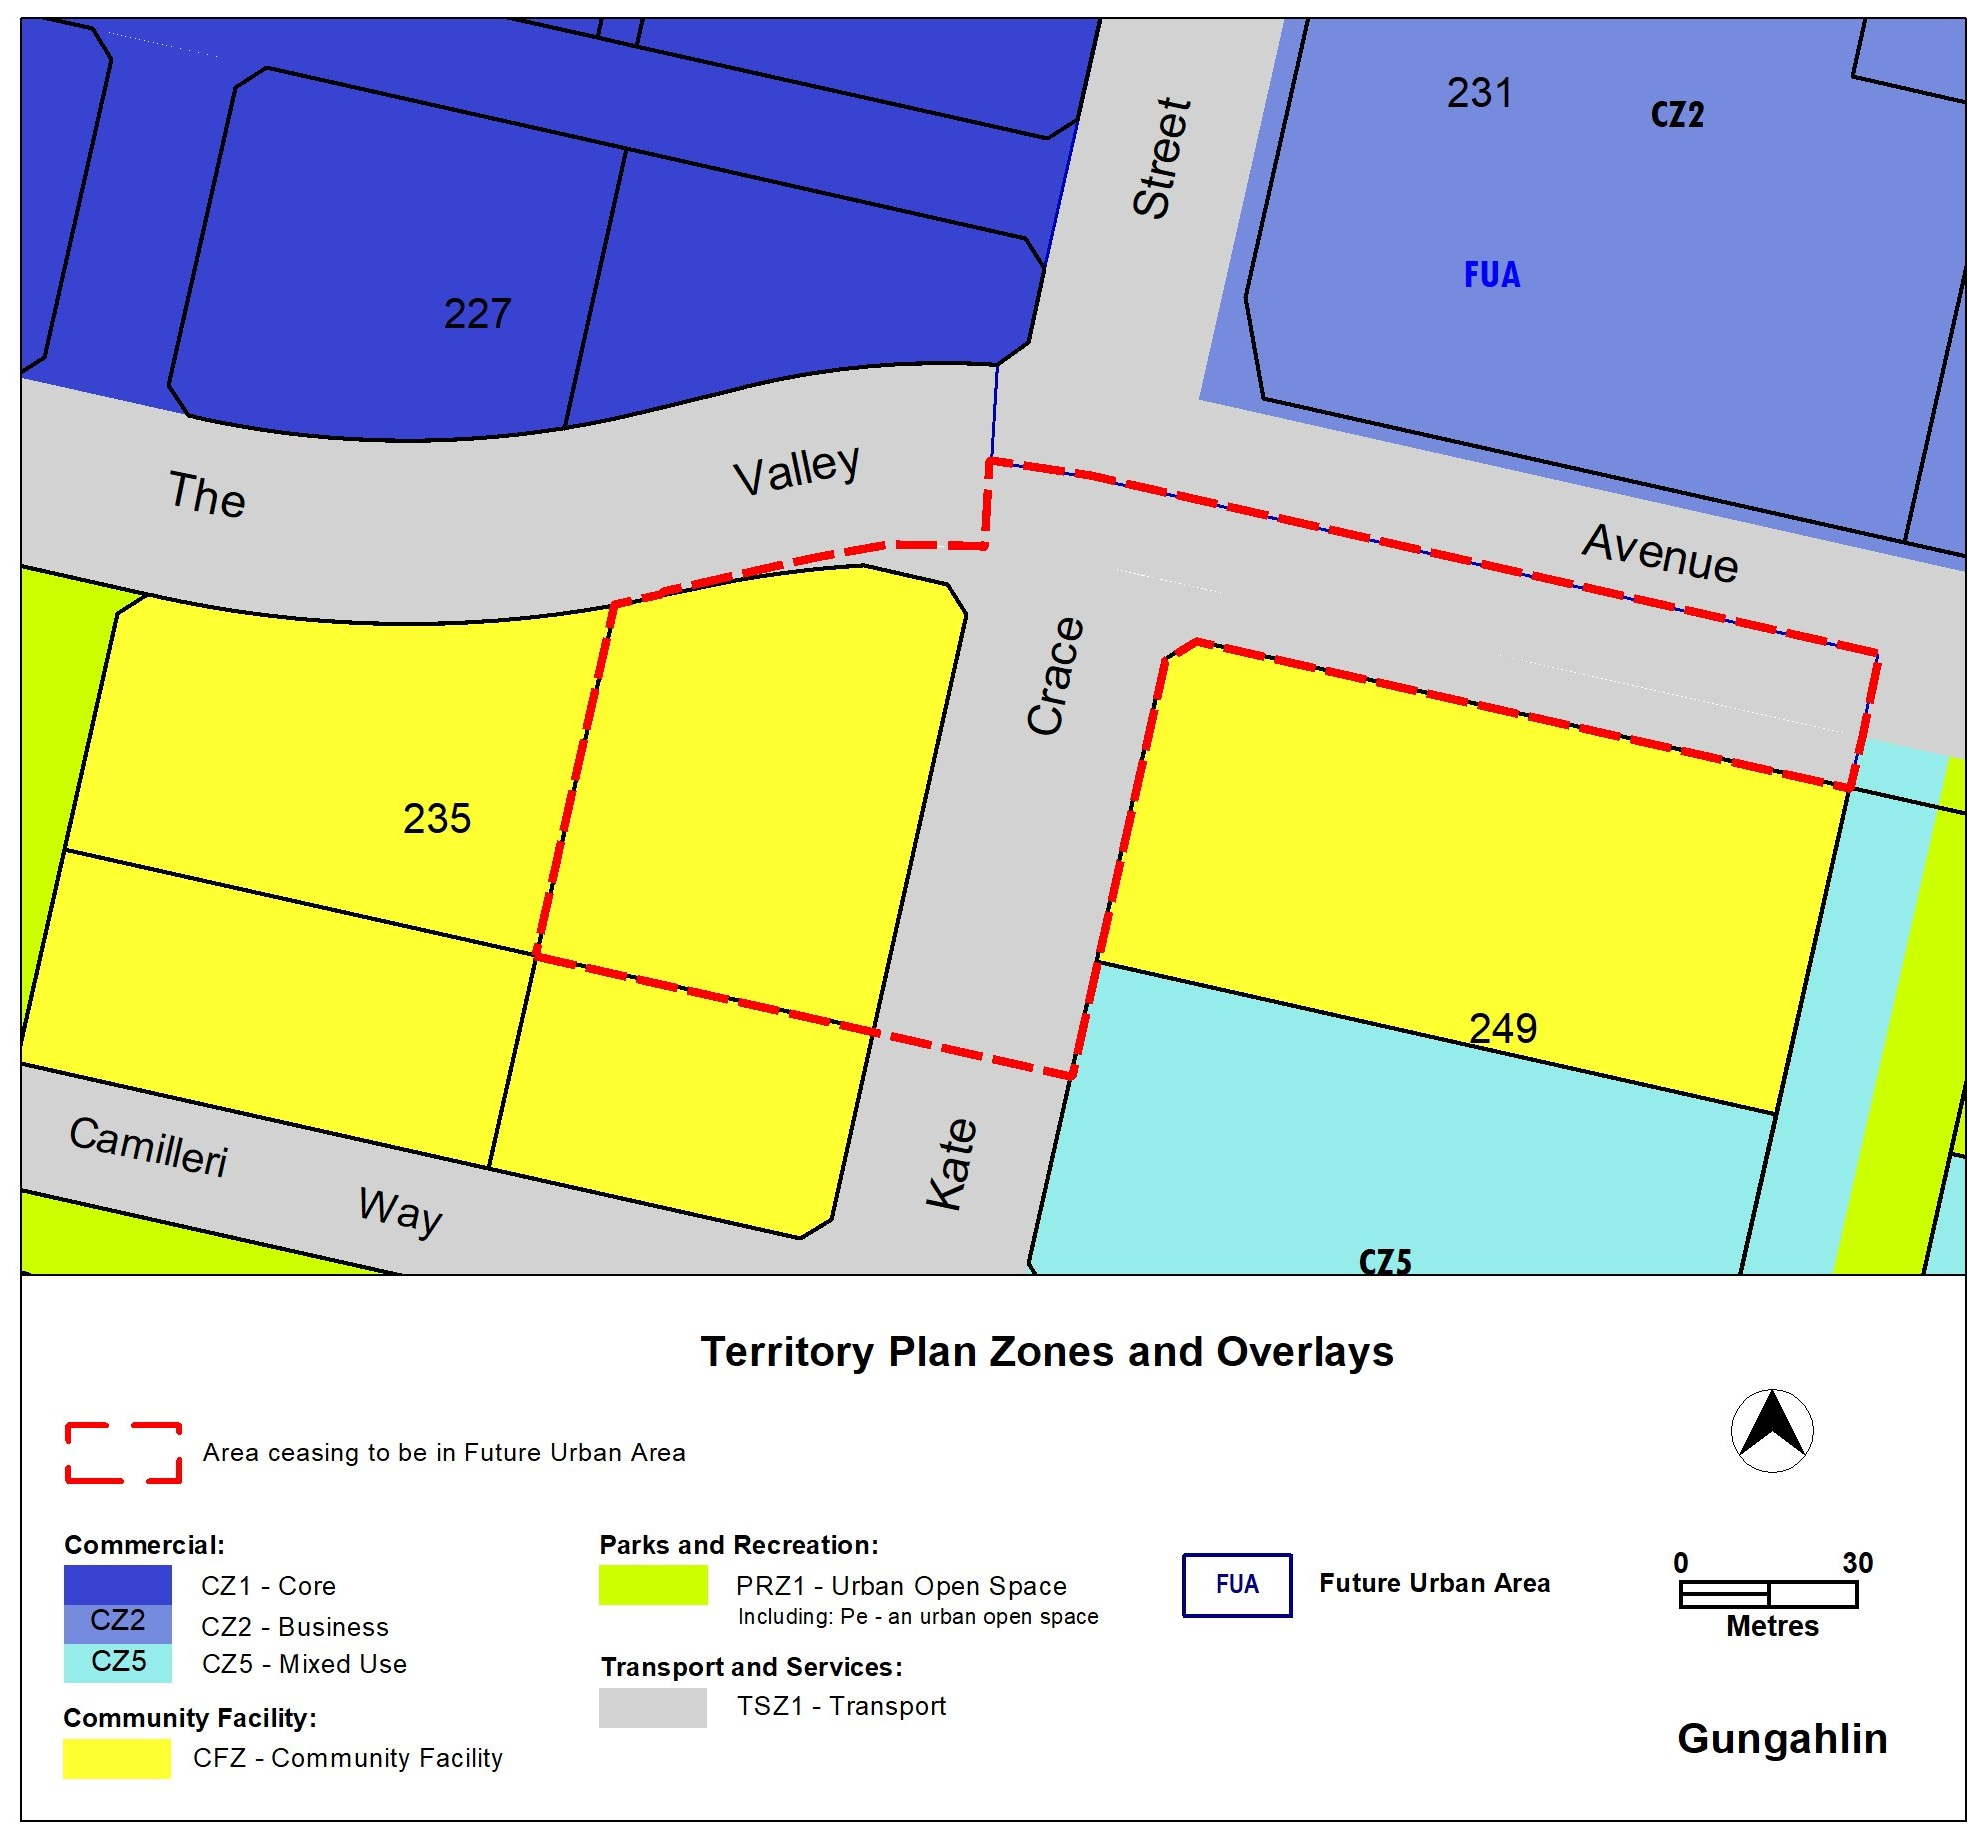 231
CZ2
Street
FUA
227
The
Valley
Avenue
Crace
235
249
Camilleri
Way
Kate
CZ5
Territory Plan Zones and Overlays
Area ceasing to be in Future Urban Area
Commercial:
CZ1 - Core
CZ2
CZ2 - Business
CZ5
CZ5 - Mixed Use
Community Facility:
CFZ - Community Facility
Parks and Recreation:
PRZ1 - Urban Open Space
Including: Pe - an urban open space
Transport and Services:
TSZ1 - Transport
FUA
Future Urban Area
0 30
Metres
Gungahlin